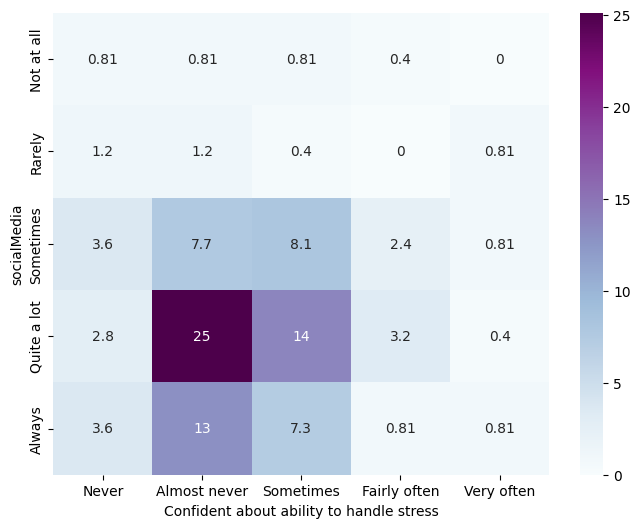 25
Not at all 0.81 0.81 0.81 0.4 0
20
Rarely 1.2 1.2 0.4 0 0.81
15
socialMedia
Sometimes 3.6 7.7 8.1 2.4 0.81
10
Quite a lot 2.8 25 14 3.2 0.4
5
Always 3.6 13 7.3 0.81 0.81
0
Never Almost never Sometimes Fairly often Very often
Confident about ability to handle stress